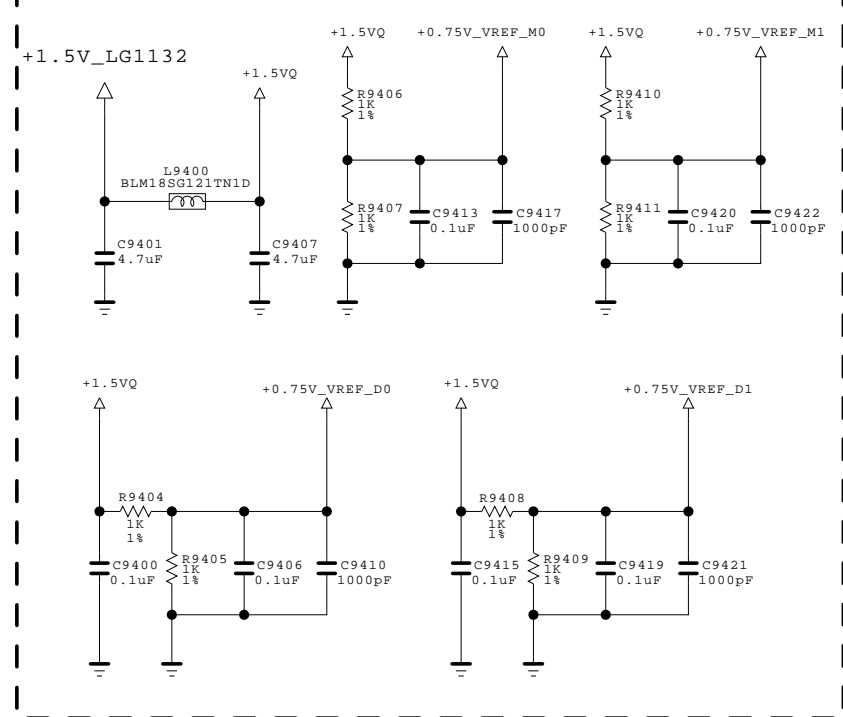 +1.5V_LG1132
+1.5VQ
L9400
BLM18SG121TN1D
C9401
4.7uF
C9407
4.7uF
+1.5VQ
+0.75V_VREF_M0
R9406
1K
1%
R9407
1K
1%
C9413
0.1uF
C9417
1000pF
+1.5VQ
+0.75V_VREF_M1
R9410
1K
1%
R9411
1K
1%
C9420
0.1uF
C9422
1000pF
+1.5VQ
+0.75V_VREF_D0
R9404
1K
1%
C9400
0.1uF
R9405
1K
1%
C9406
0.1uF
C9410
1000pF
+1.5VQ
+0.75V_VREF_D1
R9408
1K
1%
C9415
0.1uF
R9409
1K
1%
C9419
0.1uF
C9421
1000pF